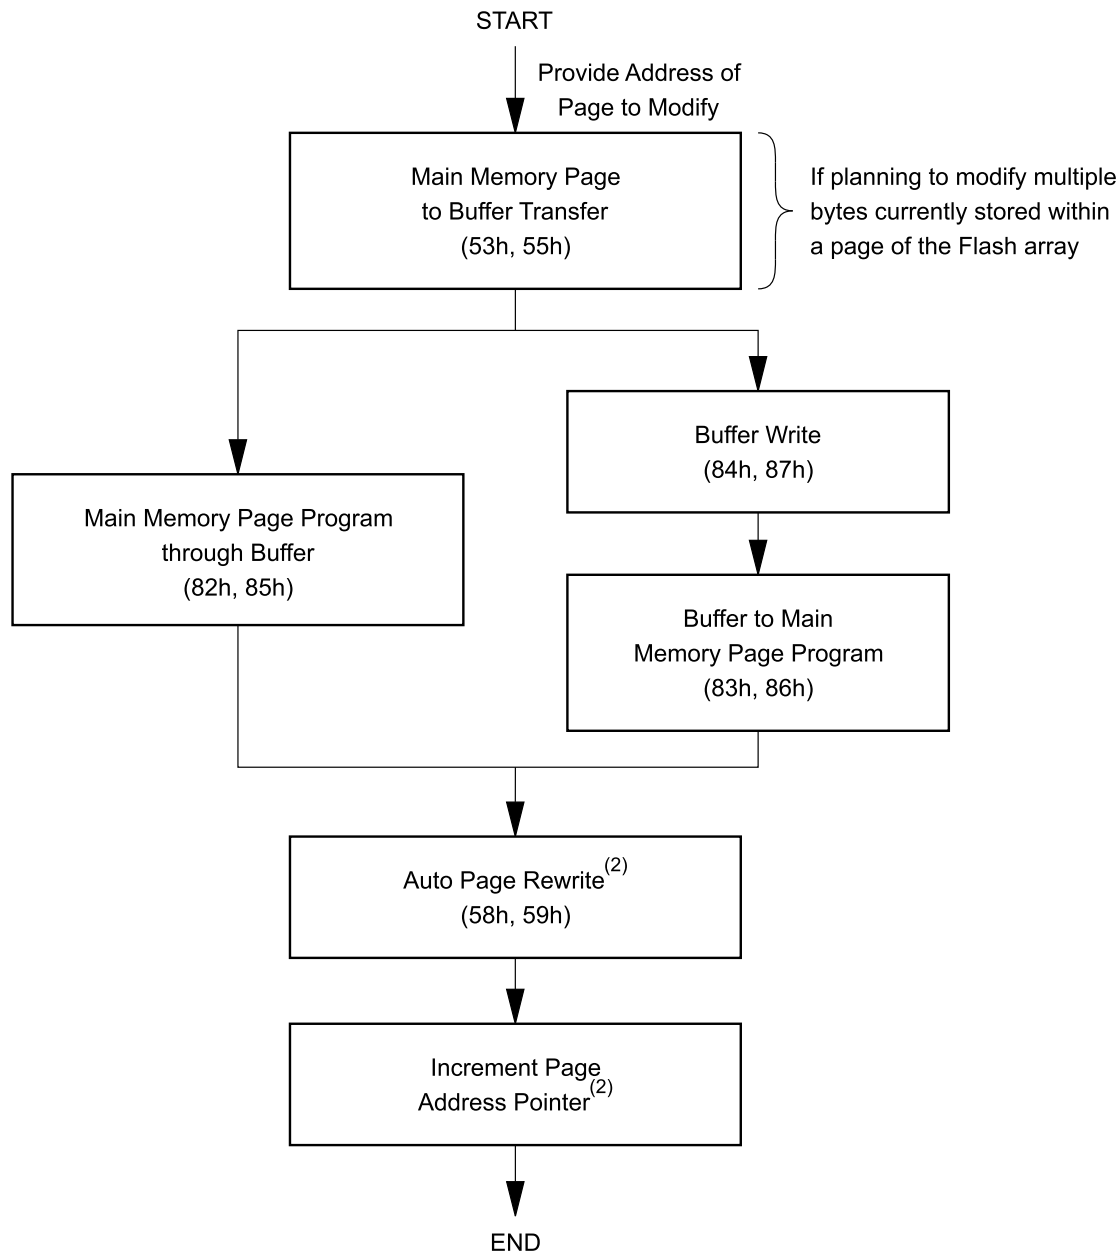 START
Provide Address of
Page to Modify
Main Memory Page
to Buffer Transfer
(53h, 55h)
If planning to modify multiple
bytes currently stored within
a page of the Flash array
Main Memory Page Program
through Buffer
(82h, 85h)
Buffer Write
(84h, 87h)
Buffer to Main
Memory Page Program
(83h, 86h)
Auto Page Rewrite(2)
(58h, 59h)
Increment Page
Address Pointer(2)
END